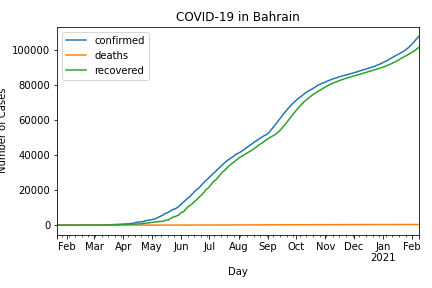 COVID-19 in Bahrain
confirmed
deaths
recovered
100000
80000
60000
40000
20000
0
Number of Cases
Feb Mar Apr May Jun Jul Aug Sep Oct Nov Dec Jan Feb
2021
Day